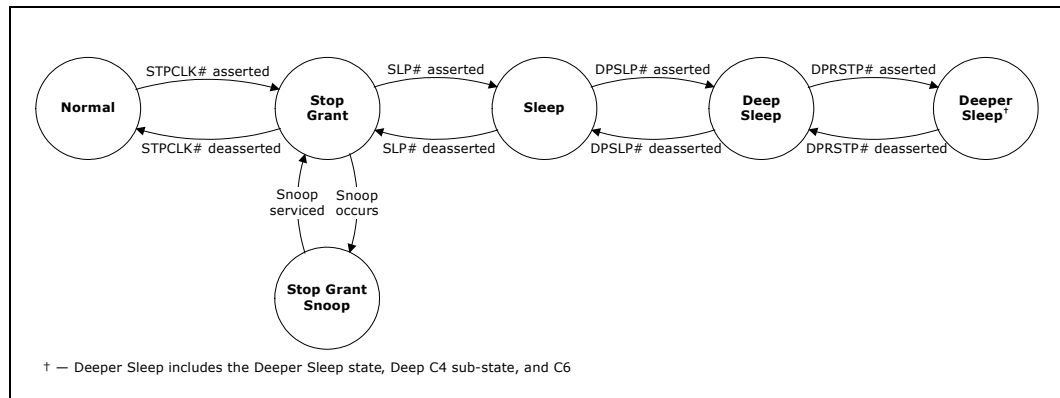 STPCLK# asserted
SLP# asserted
DPSLP# asserted
DPRSTP# asserted
Normal
Stop
Grant
Sleep
Deep
Sleep
Deeper
Sleep†
STPCLK# deasserted
SLP# deasserted
DPSLP# deasserted
DPRSTP# deasserted
Snoop
serviced
Snoop
occurs
Stop Grant
Snoop
† — Deeper Sleep includes the Deeper Sleep state, Deep C4 sub-state, and C6